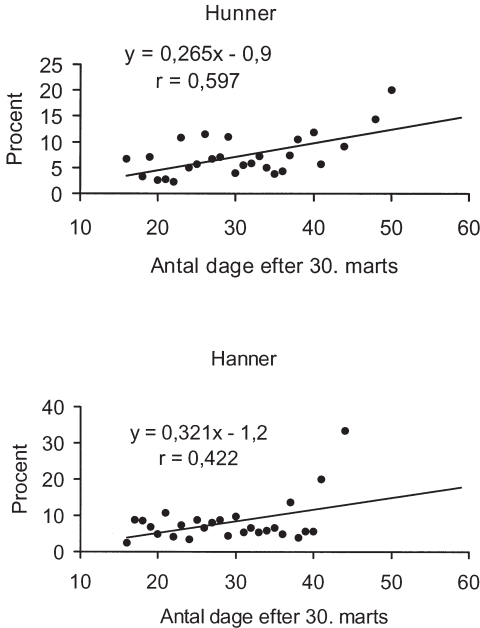 Hunner
y = 0,265x - 0,9
r = 0,597
Procent
25
20
15
10
5
0
10 20 30 40 50 60
Antal dage efter 30. marts
Hanner
y = 0,321x - 1,2
r = 0,422
Procent
40
30
20
10
0
10 20 30 40 50 60
Antal dage efter 30. marts